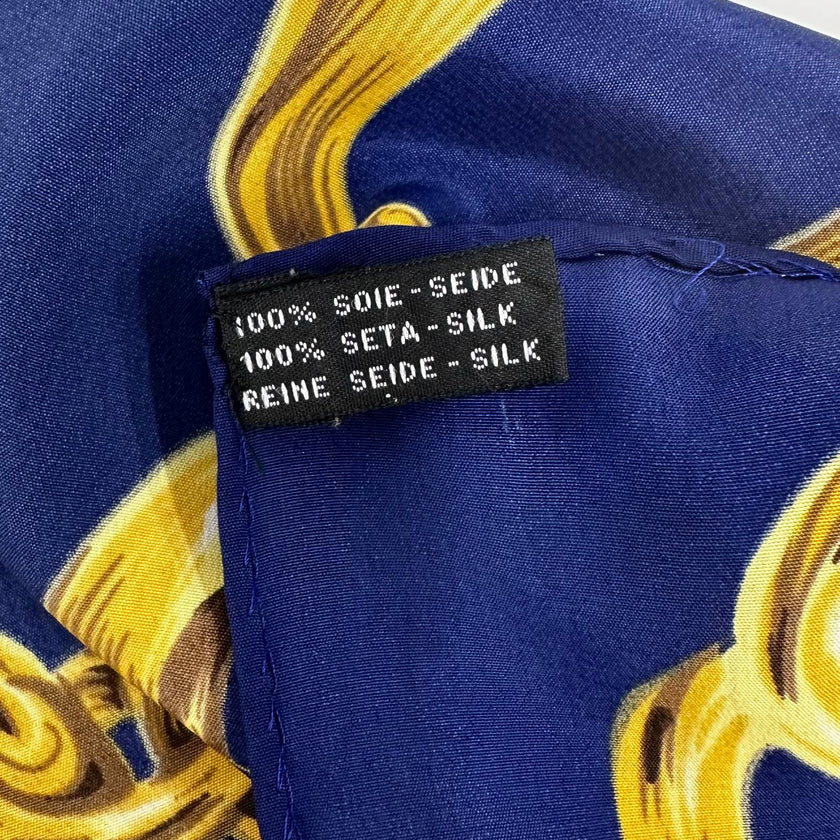 100% SOIE-SEIDE
100% SETA-SILK
REINE SEIDE-SILK